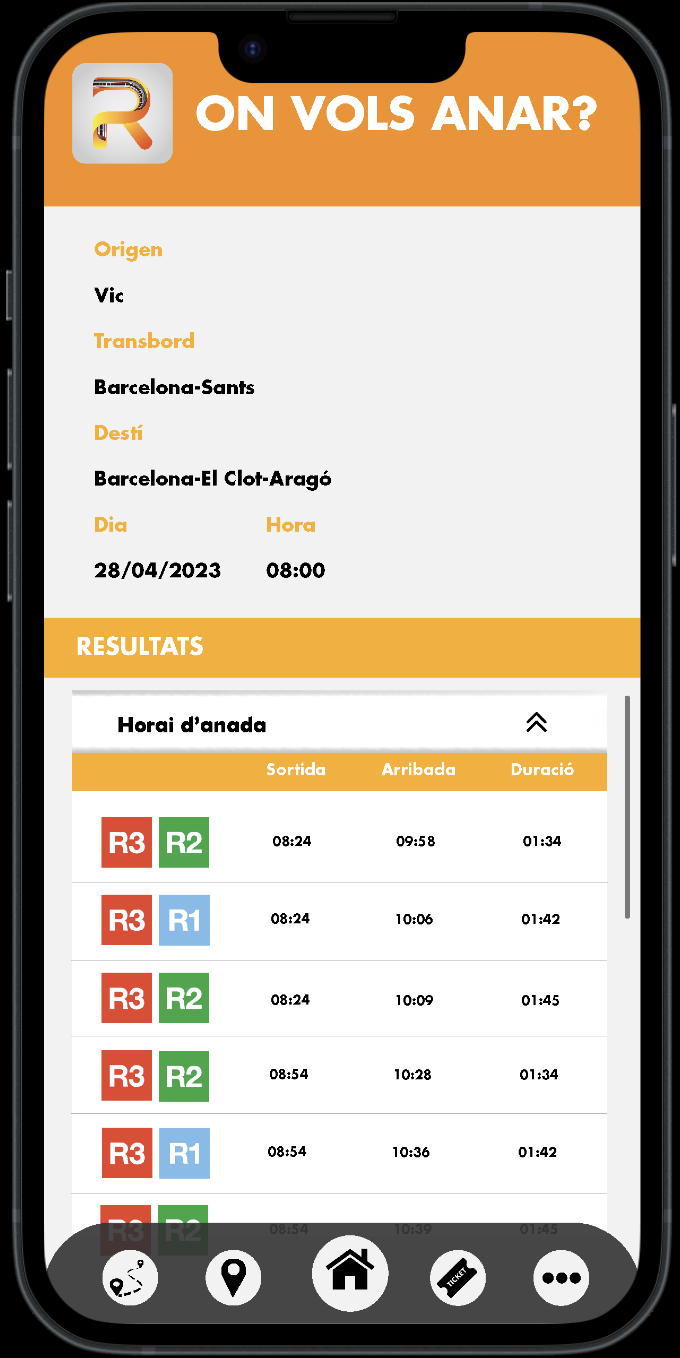 R
ON VOLS ANAR?
Origen
Vic
Transbord
Barcelona-Sants
Destí
Barcelona-El Clot-Aragó
Dia Hora
28/04/2023 08:00
RESULTATS
Horai d'anada
Sortida Arribada Duració
R3 R2 08:24 09:58 01:34
R3 R1 08:24 10:06 01:42
R3 R2 08:24 10:09 01:45
R3 R2 08:54 10:28 01:34
R3 R1 08:54 10:36 01:42
R3 R2 08:54 10:39 01:45
TICKET